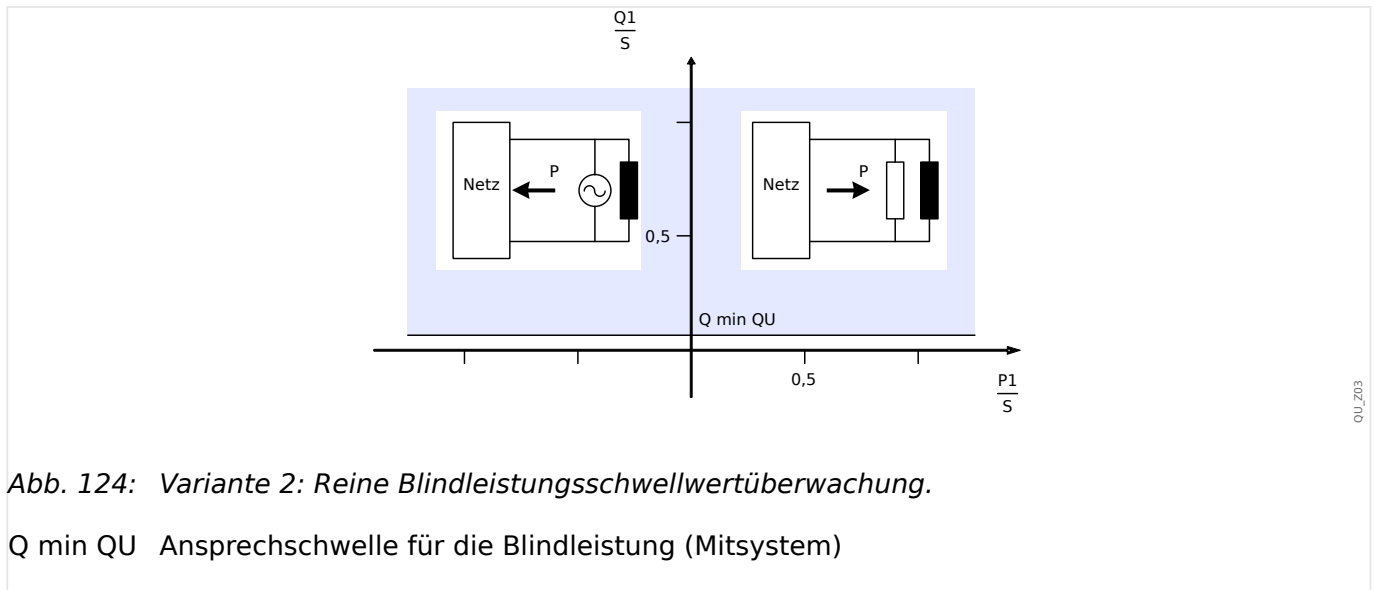 Q1
S
P
P
Netz
Netz
0,5
Q min QU
0,5
P1
S
QU_Z03
Abb. 124: Variante 2: Reine Blindleistungsschwellwertüberwachung.
Q min QU Ansprechschwelle für die Blindleistung (Mitsystem)